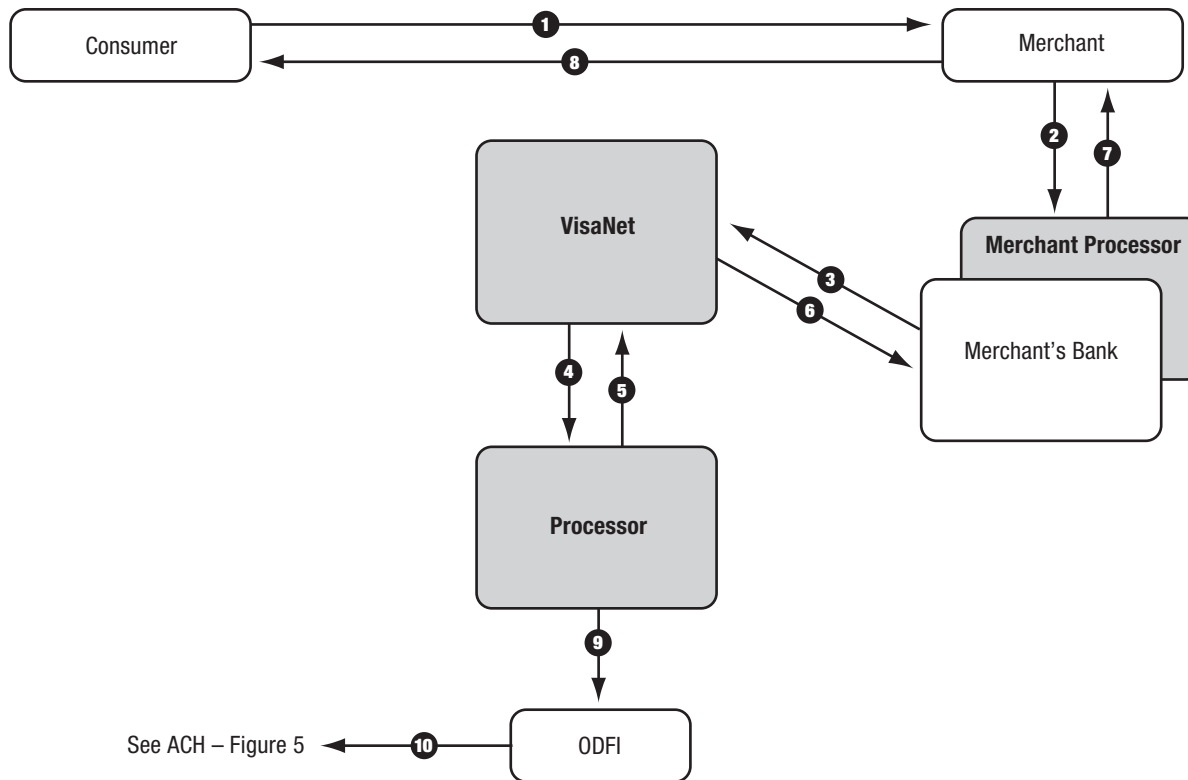 Consumer
1
Merchant
8
2
7
VisaNet
Merchant Processor
3
6
Merchant’s Bank
4
5
Processor
9
See ACH – Figure 5
10
ODFI